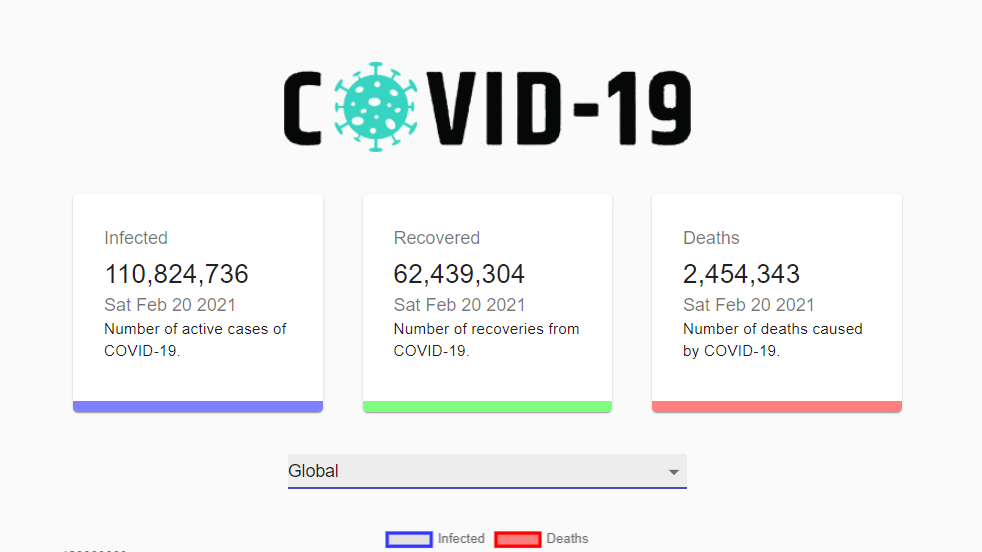 COVID-19
Infected
110,824,736
Sat Feb 20 2021
Number of active cases of
COVID-19.
Recovered
62,439,304
Sat Feb 20 2021
Number of recoveries from
COVID-19.
Deaths
2,454,343
Sat Feb 20 2021
Number of deaths caused
by COVID-19.
Global
Infected Deaths